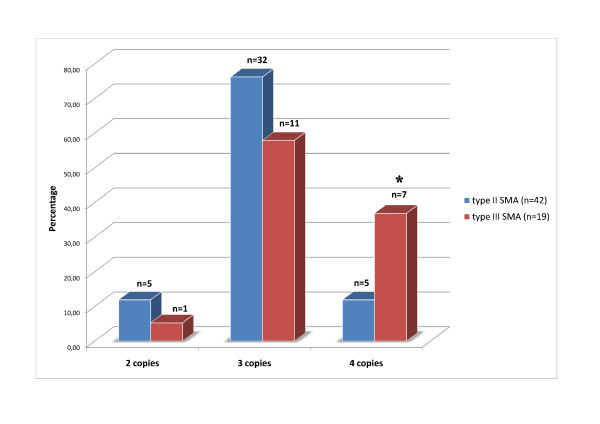 n=32
80,00
70,00
n=11
60,00
50,00
*
n=7
40,00
Percentage
type II SMA (n=42)
type III SMA (n=19)
30,00
n=5
n=5
20,00
n=1
10,00
0,00
2 copies
3 copies
4 copies